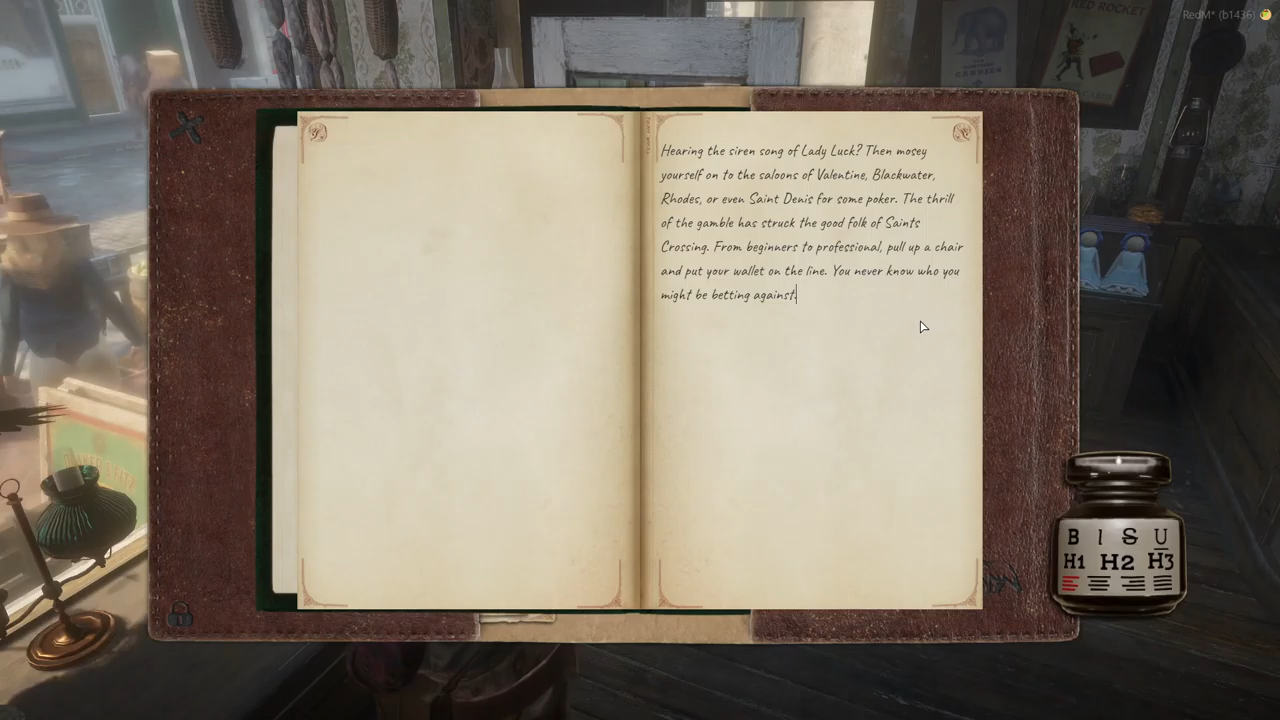 RedM* (b1436)
RED ROCKET
Hearing the siren song of Lady Luck? Then mosey
yourself on to the saloons of Valentine, Blackwater,
Rhodes, or even Saint Denis for some poker. The thrill
of the gamble has struck the good folk of Saints
Crossing. From beginners to professional, pull up a chair
and put your wallet on the line. You never know who you
might be betting against.
B I S U
H1 H2 H3